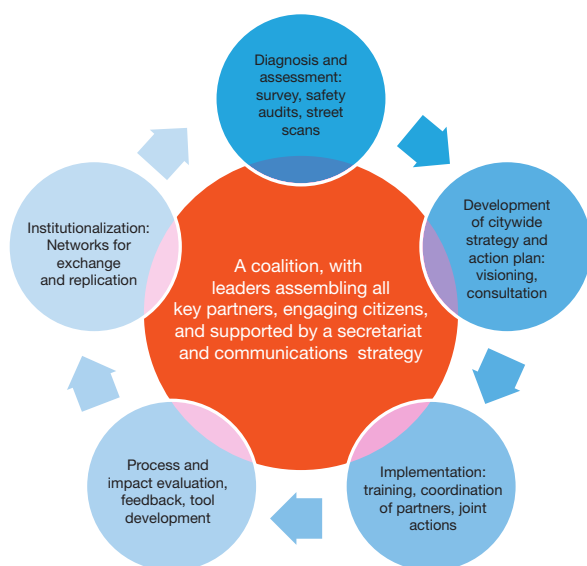 Diagnosis and
assessment:
survey, safety
audits, street
scans
Development
of citywide
strategy and
action plan:
visioning,
consultation
Implementation:
training, coordination
of partners, joint
actions
Process and
impact evaluation,
feedback, tool
development
Institutionalization:
Networks for
exchange
and replication
A coalition, with
leaders assembling all
key partners, engaging citizens,
and supported by a secretariat
and communications strategy